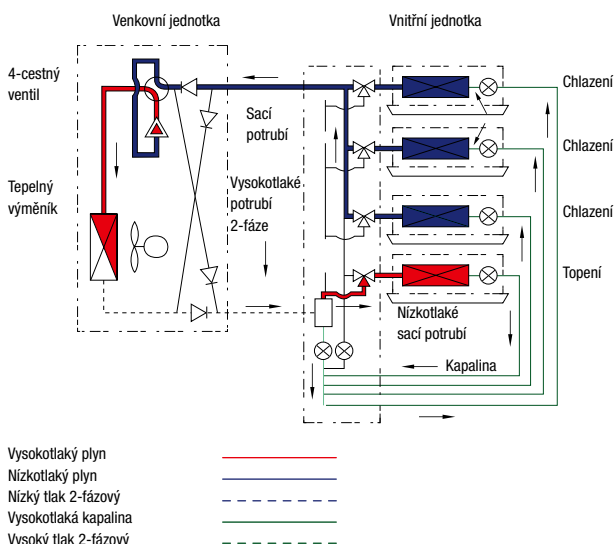 Venkovní jednotka
Vnitřní jednotka
4-cestný
ventil
Chlazení
Sací
potrubí
Chlazení
Tepelný
výměník
Vysokotlaké
potrubí
2-fáze
Chlazení
Topení
Nízkotlaké
sací potrubí
Kapalina
Vysokotlaký plyn
Nízkotlaký plyn
Nízký tlak 2-fázový
Vysokotlaká kapalina
Vysoký tlak 2-fázový